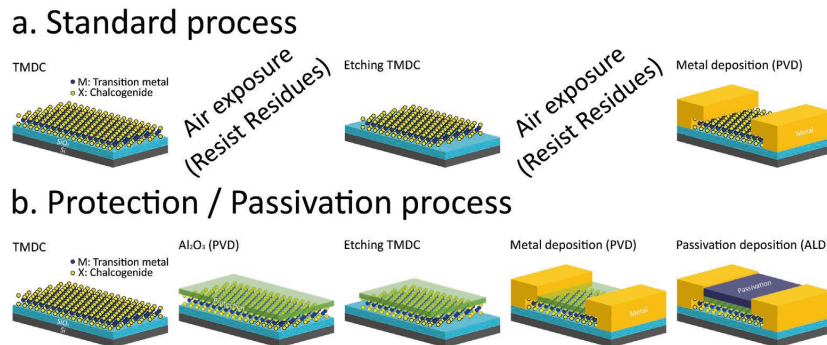 a. Standard process
TMDC
M: Transition metal
X: Chalcogenide
SiO₂
Si
Air exposure
(Resist Residues)
Etching TMDC
Air exposure
(Resist Residues)
Metal deposition (PVD)
Metal
b. Protection / Passivation process
TMDC
M: Transition metal
X: Chalcogenide
SiO₂
Si
Al₂O₃ (PVD)
Etching TMDC
Metal deposition (PVD)
Metal
Passivation deposition (ALD
Passivation